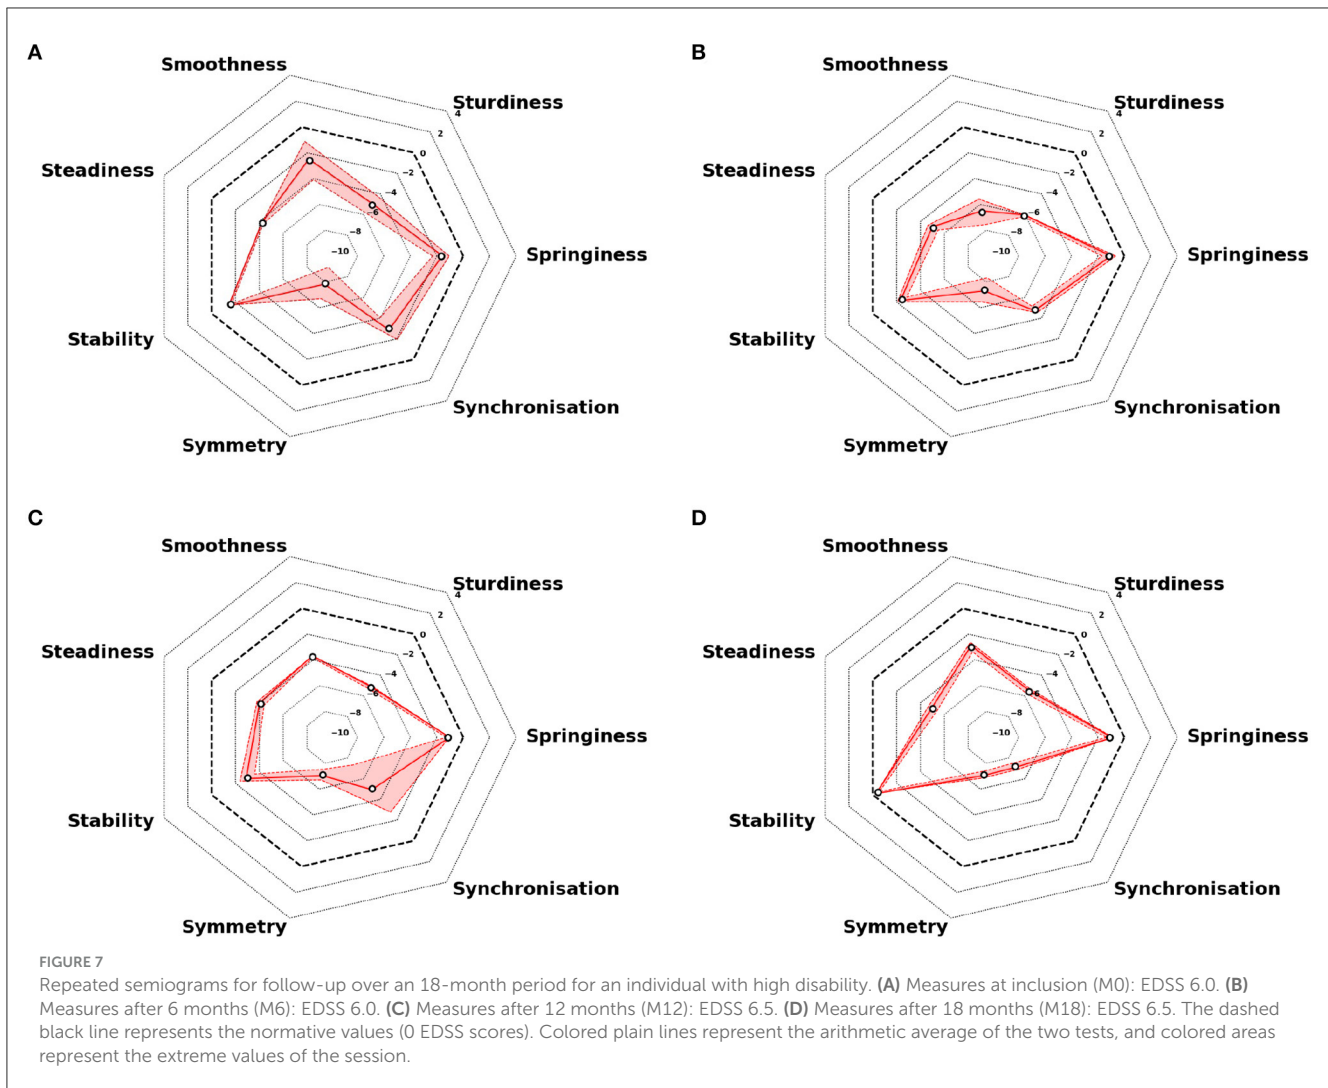 A
Smoothness
Sturdiness
4
2
0
−2
−4
−6
−8
−10
Steadiness
Springiness
Stability
Synchronisation
Symmetry
B
Smoothness
Sturdiness
4
2
0
−2
−4
−6
−8
−10
Steadiness
Springiness
Stability
Synchronisation
Symmetry
C
Smoothness
Sturdiness
4
2
0
−2
−4
−6
−8
−10
Steadiness
Springiness
Stability
Synchronisation
Symmetry
D
Smoothness
Sturdiness
4
2
0
−2
−4
−6
−8
−10
Steadiness
Springiness
Stability
Synchronisation
Symmetry
FIGURE 7
Repeated semiograms for follow-up over an 18-month period for an individual with high disability. (A) Measures at inclusion (M0): EDSS 6.0. (B)
Measures after 6 months (M6): EDSS 6.0. (C) Measures after 12 months (M12): EDSS 6.5. (D) Measures after 18 months (M18): EDSS 6.5. The dashed
black line represents the normative values (0 EDSS scores). Colored plain lines represent the arithmetic average of the two tests, and colored areas
represent the extreme values of the session.